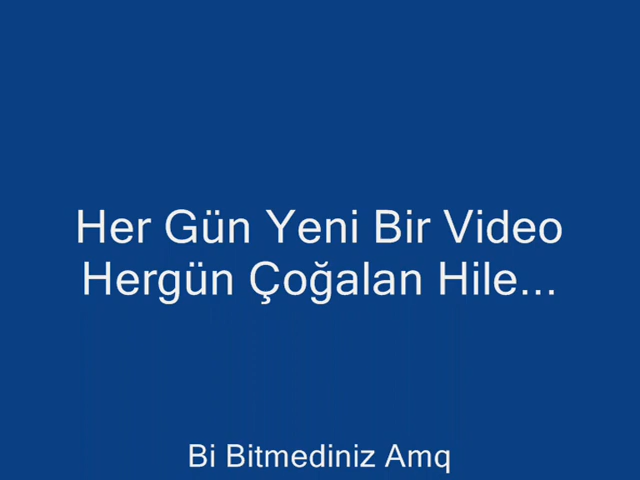 Her Gün Yeni Bir Video
Hergün Çoğalan Hile...
Bi Bitmediniz Amq